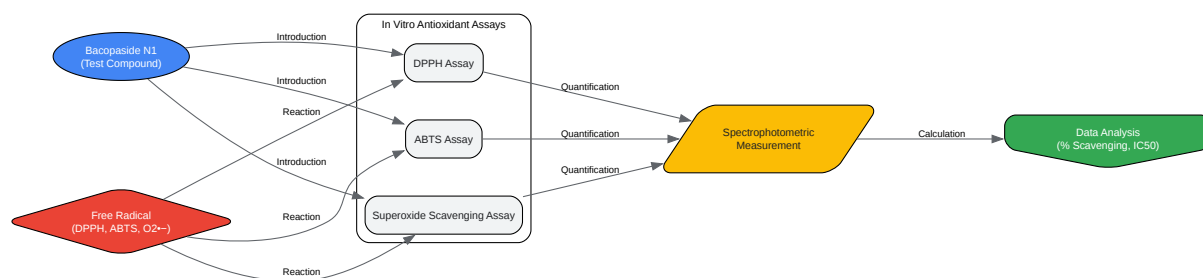 In Vitro Antioxidant Assays
Bacopaside N1
(Test Compound)
Introduction
Introduction
Introduction
Free Radical
(DPPH, ABTS, O2•−)
Reaction
Reaction
Reaction
DPPH Assay
ABTS Assay
Superoxide Scavenging Assay
Quantification
Quantification
Quantification
Spectrophotometric
Measurement
Calculation
Data Analysis
(% Scavenging, IC50)